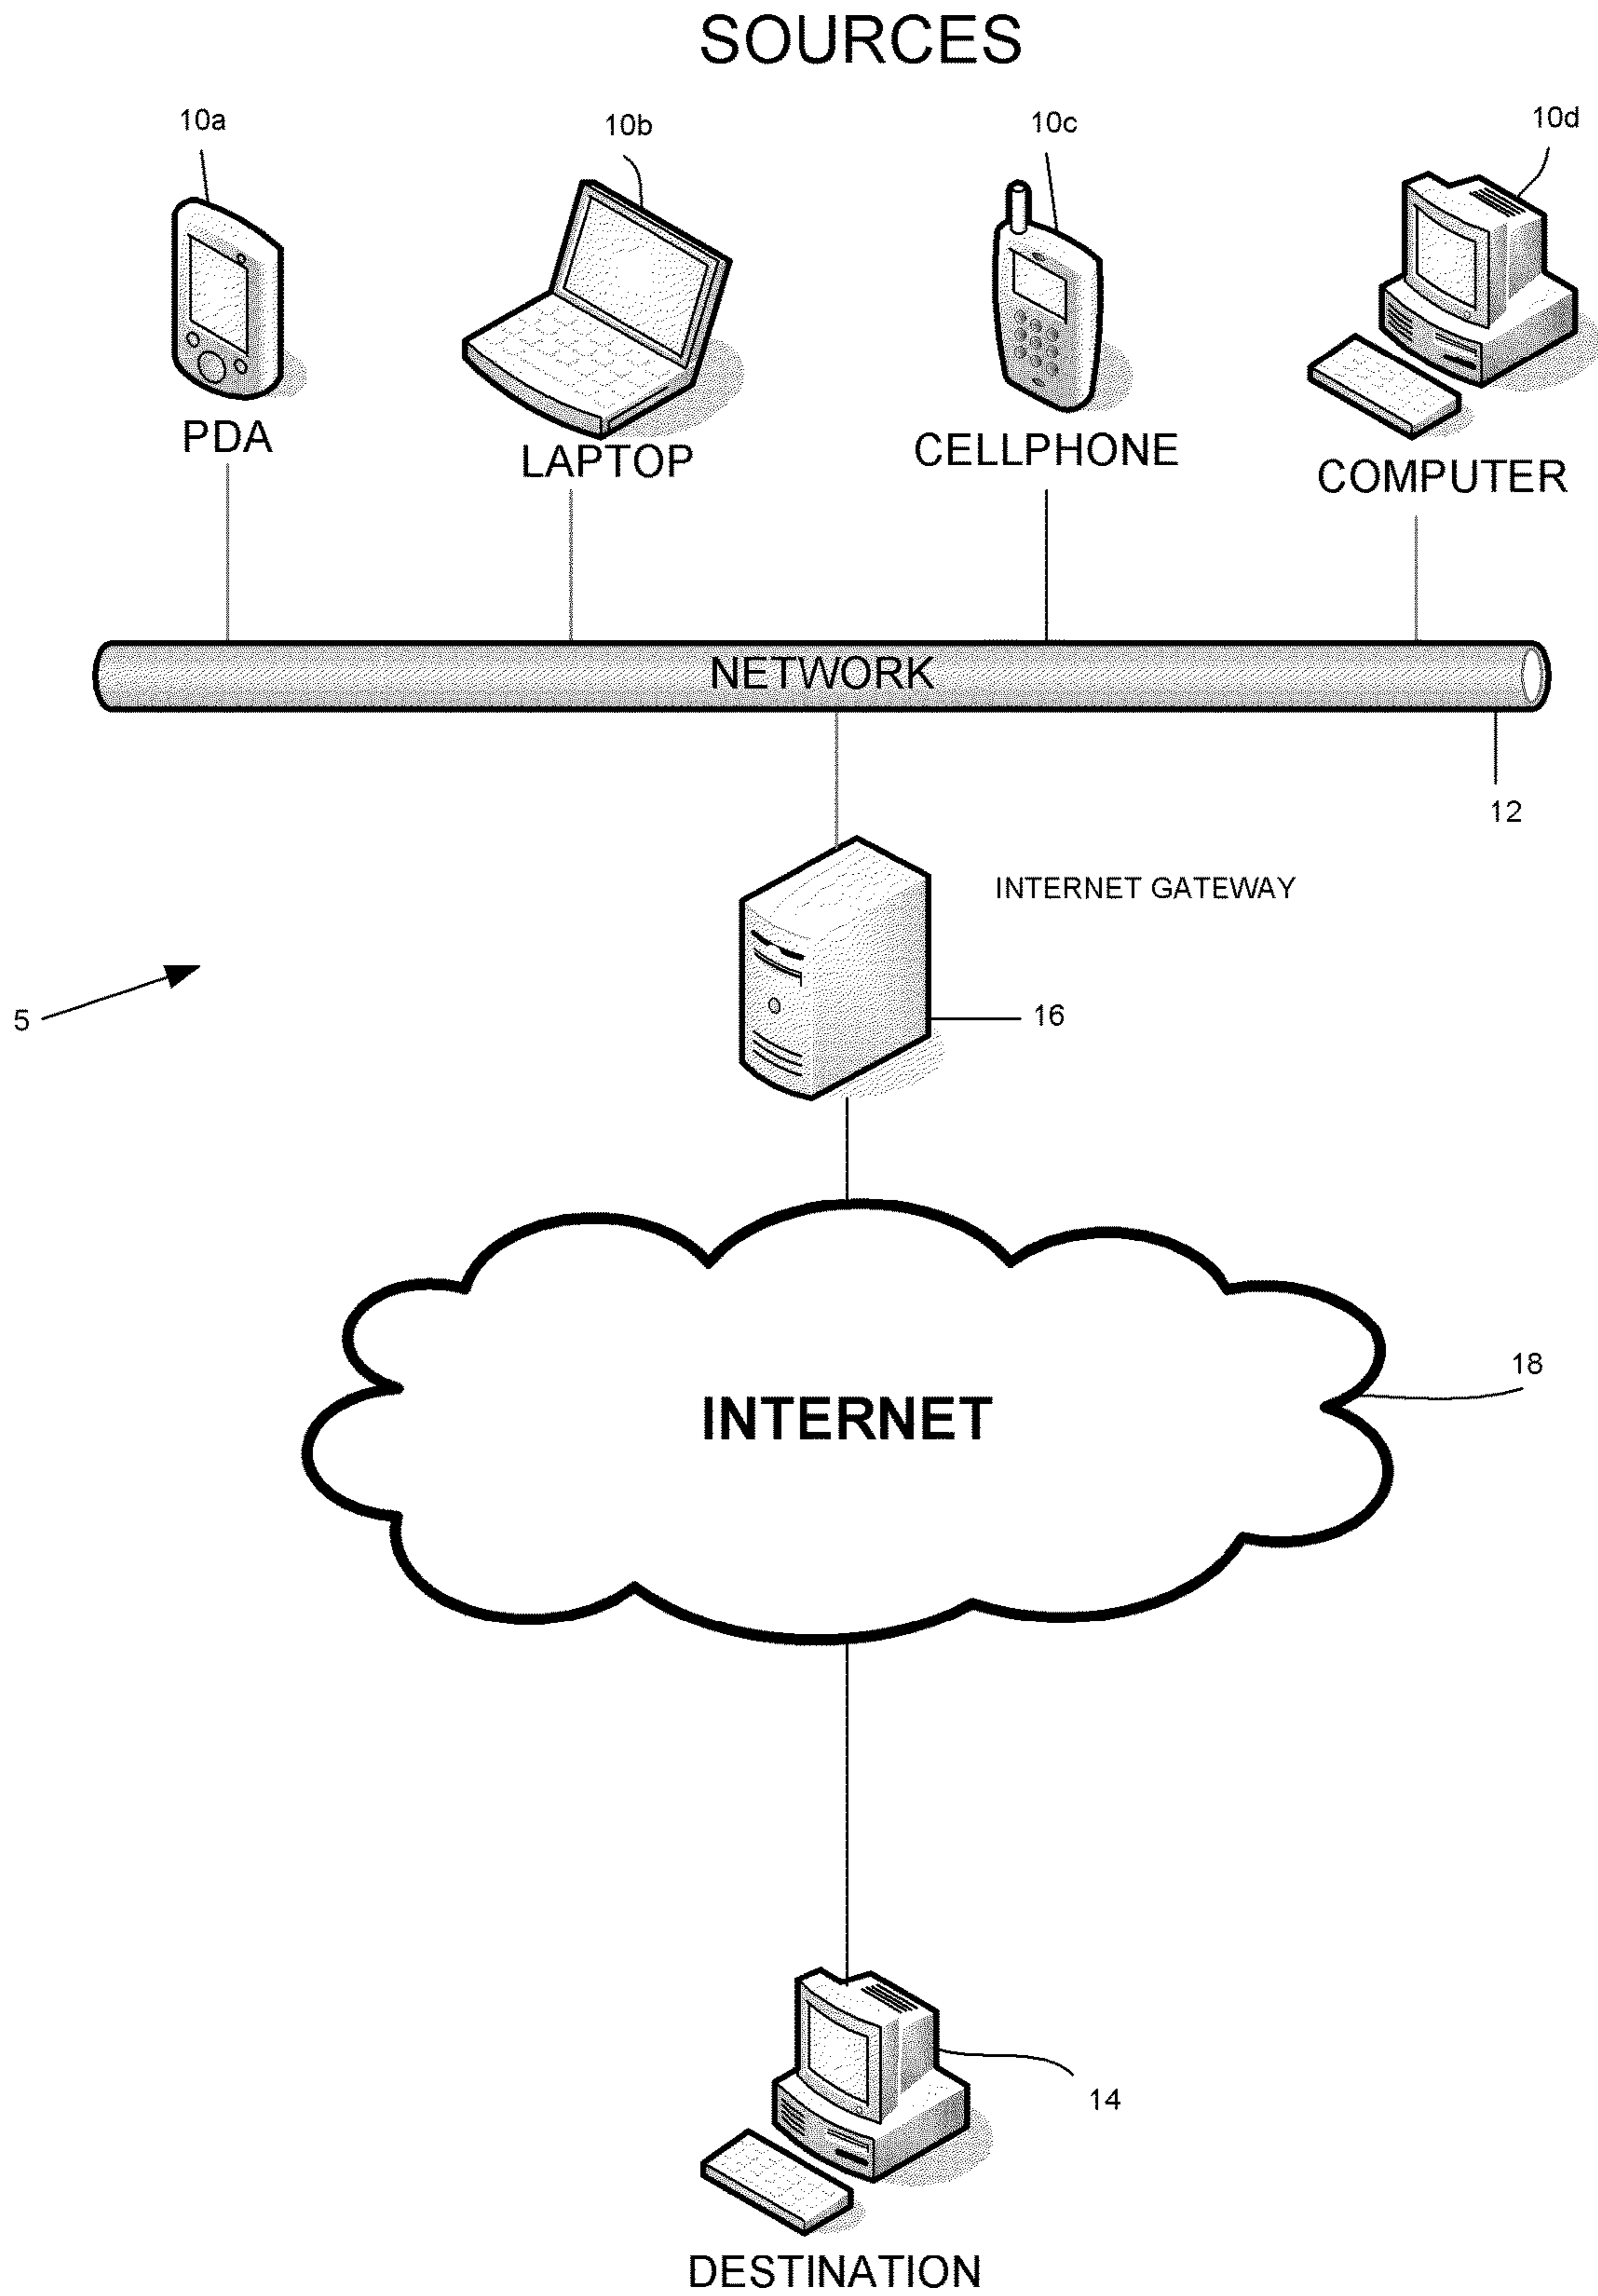 SOURCES
10a
10b
10c
10d
PDA
LAPTOP
CELLPHONE
COMPUTER
NETWORK
12
INTERNET GATEWAY
5
16
18
INTERNET
14
DESTINATION